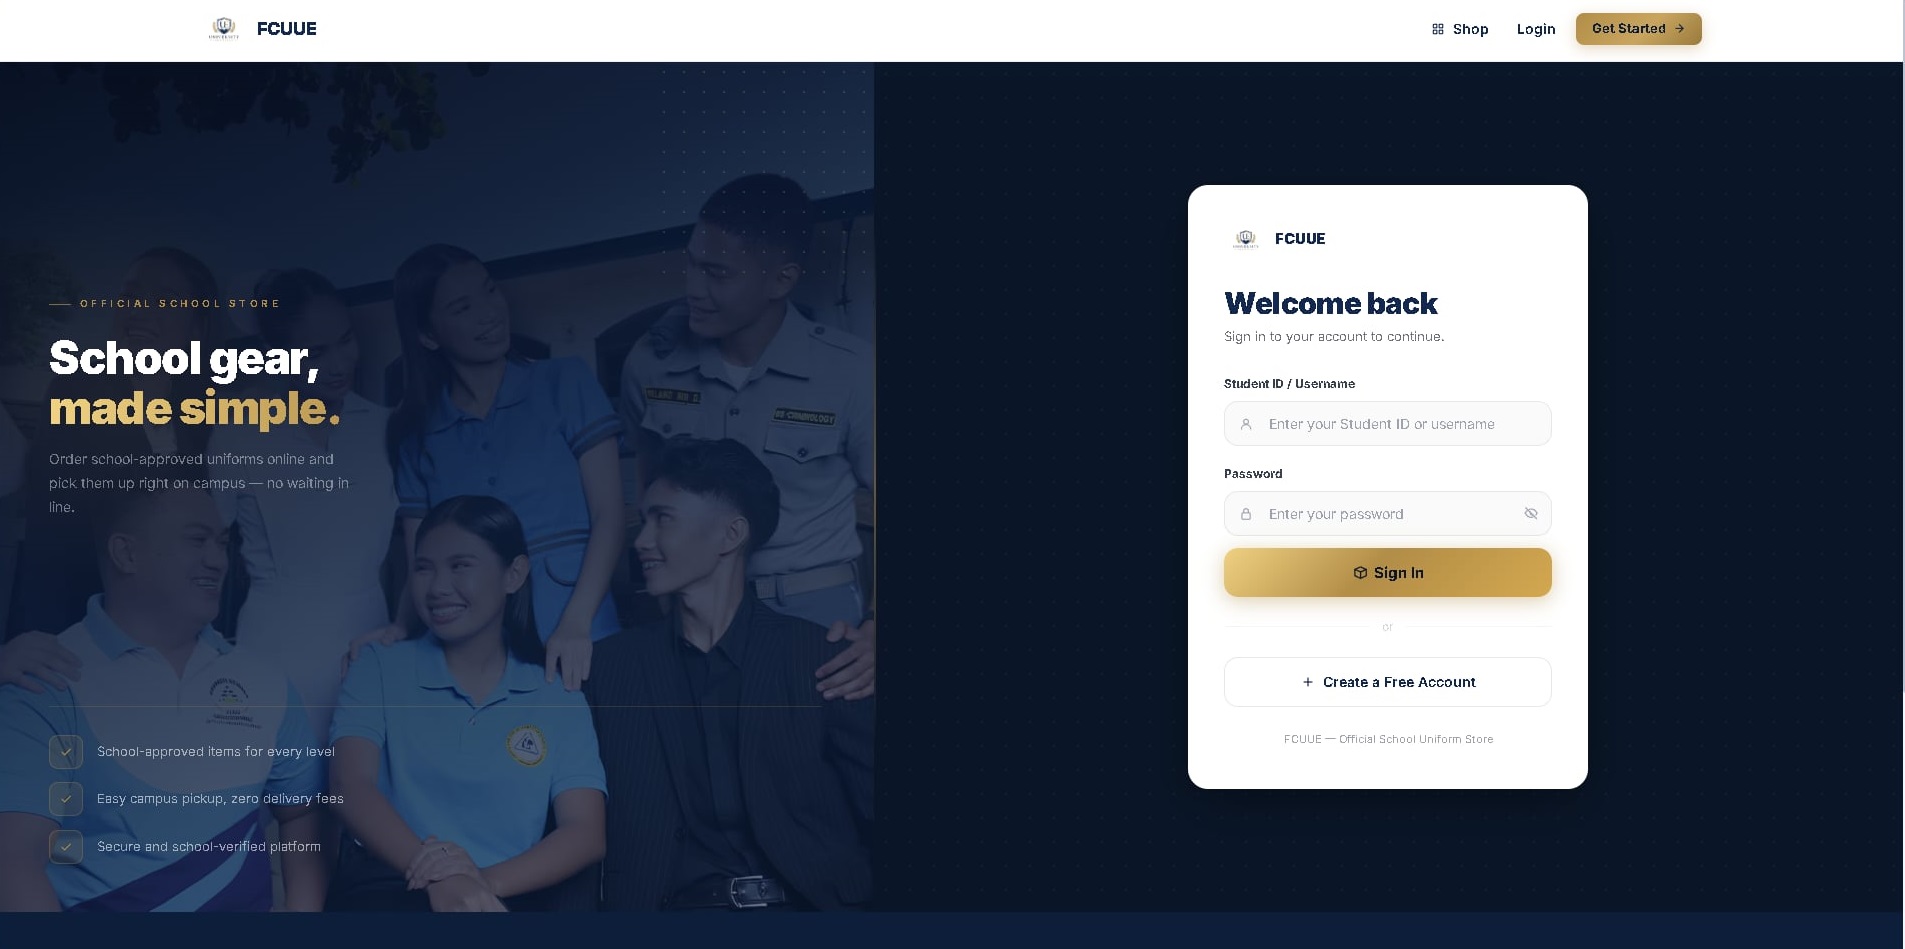 FCUUE
Shop
Login
Get Started
OFFICIAL SCHOOL STORE
School gear,
made simple.
Order school-approved uniforms online and
pick them up right on campus — no waiting in
line.
School-approved items for every level
Easy campus pickup, zero delivery fees
Secure and school-verified platform
FCUUE
Welcome back
Sign in to your account to continue.
Student ID / Username
Enter your Student ID or username
Password
Enter your password
Sign In
or
Create a Free Account
FCUUE — Official School Uniform Store